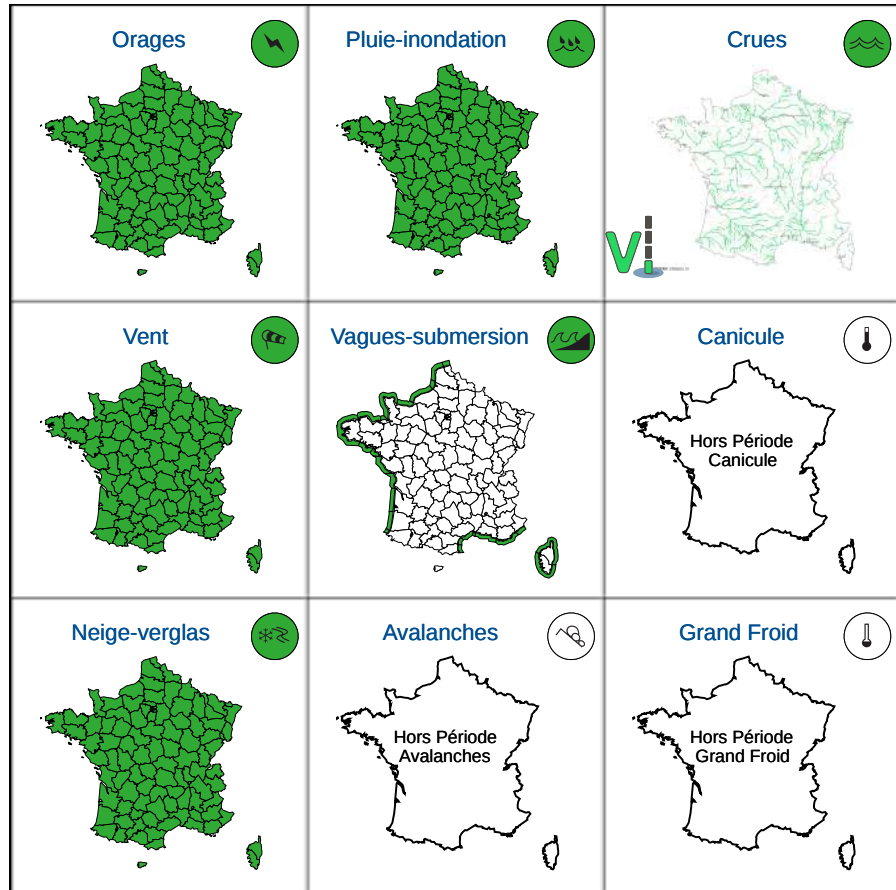 Orages
Pluie-inondation
Crues
Vi
Vent
Vagues-submersion
Canicule
Hors Période
Canicule
Neige-verglas
Avalanches
Grand Froid
Hors Période
Avalanches
Hors Période
Grand Froid